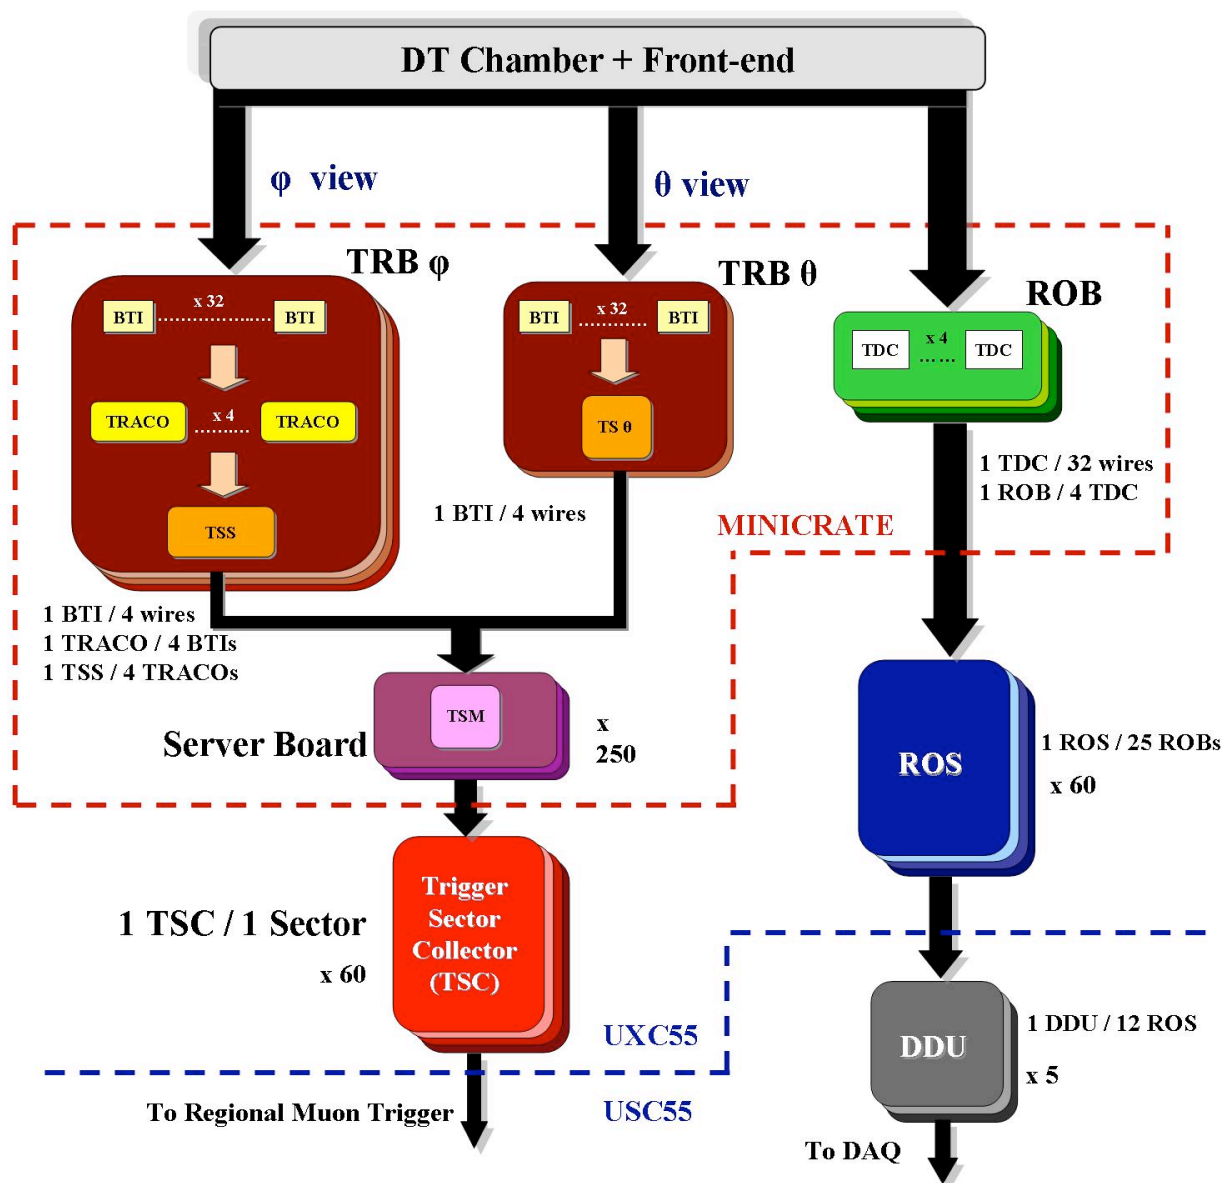 DT Chamber + Front-end
φ view
θ view
TRB φ
TRB θ
ROB
BTI
x 32
BTI
BTI
x 32
BTI
TDC
x 4
TDC
TRACO
x 4
TRACO
TS θ
TSS
1 BTI / 4 wires
1 TDC / 32 wires
1 ROB / 4 TDC
MINICRATE
1 BTI / 4 wires
1 TRACO / 4 BTIs
1 TSS / 4 TRACOs
TSM
Server Board
x
250
ROS
1 ROS / 25 ROBs
x 60
Trigger
Sector
Collector
(TSC)
1 TSC / 1 Sector
x 60
UXC55
DDU
1 DDU / 12 ROS
x 5
To Regional Muon Trigger
USC55
To DAQ